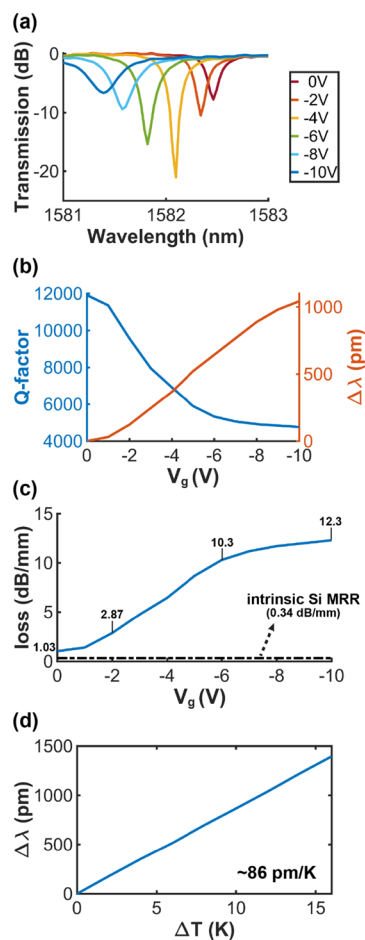 (a)
Transmission (dB)
0
-10
-20
1581
1582
1583
Wavelength (nm)
0V
-2V
-4V
-6V
-8V
-10V
(b)
Q-factor
12000
10000
8000
6000
4000
1000
500
0
Δλ (pm)
0
-2
-4
-6
-8
-10
Vg (V)
(c)
loss (dB/mm)
15
10
5
0
1.03
2.87
10.3
12.3
intrinsic Si MRR
(0.34 dB/mm)
0
-2
-4
-6
-8
-10
Vg (V)
(d)
Δλ (pm)
1500
1000
500
0
~86 pm/K
0
5
10
15
ΔT (K)